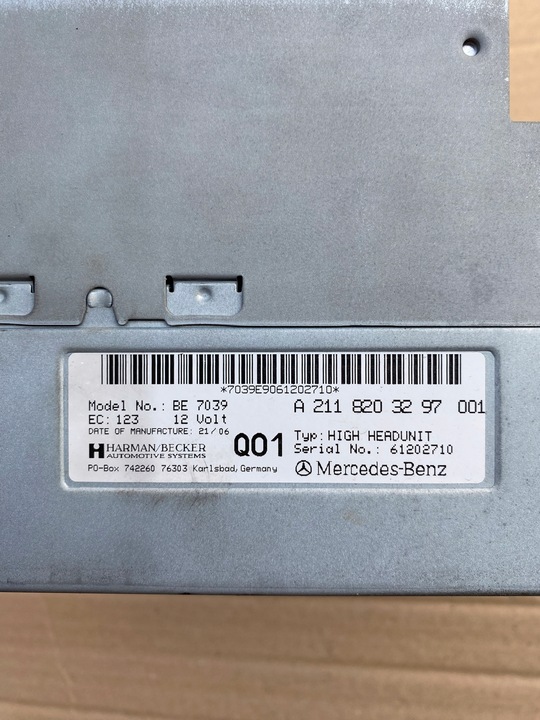 *7039E9061202710*
Model No.: BE 7039
A 211 820 32 97 001
EC: 123 12 Volt
DATE OF MANUFACTURE: 21/06
Q01
Typ: HIGH HEADUNIT
HARMAN/BECKER
AUTOMOTIVE SYSTEMS
Serial No.: 61202710
PO-Box 742260 76303 Karlsbad, Germany
Mercedes-Benz